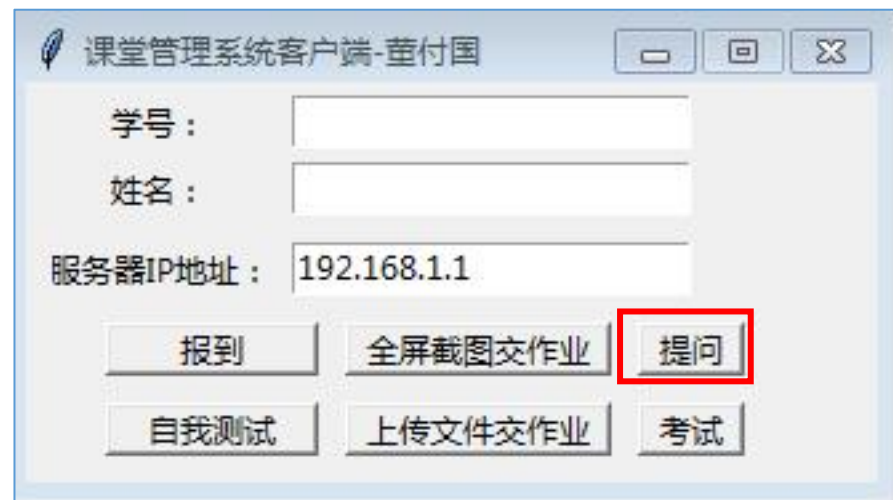 课堂管理系统客户端-董付国
学号：
姓名：
服务器IP地址： 192.168.1.1
报到 全屏截图交作业 提问
自我测试 上传文件交作业 考试